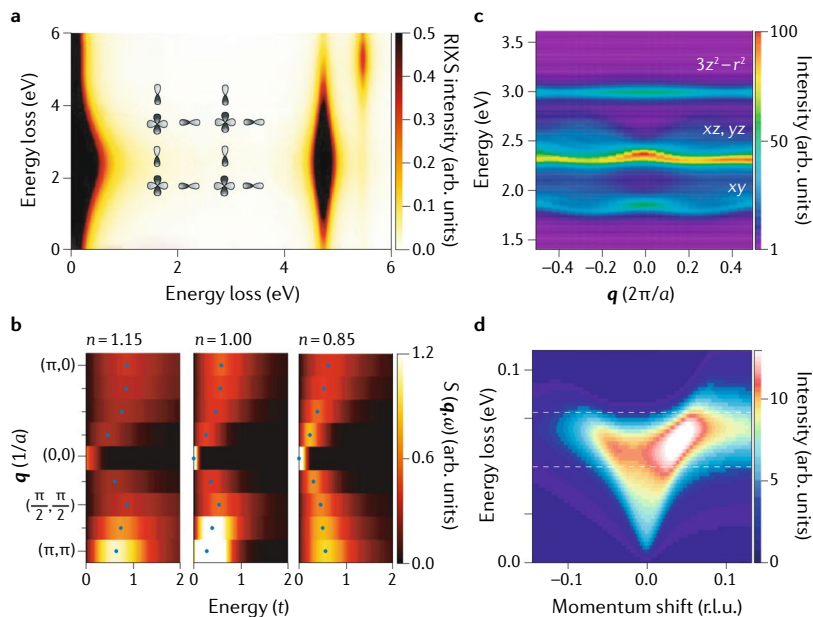 a
6
4
2
0
Energy loss (eV)
0
2
4
6
Energy loss (eV)
0.5
0.4
0.3
0.2
0.1
0.0
RIXS intensity (arb. units)
c
3.5
3.0
2.5
2.0
1.5
Energy (eV)
3z² – r²
xz, yz
xy
–0.4
–0.2
0.0
0.2
0.4
q (2π/a)
100
50
1
Intensity (arb. units)
b
n = 1.15
n = 1.00
n = 0.85
(π,0)
(0,0)
(π/2, π/2)
(π,π)
q (1/a)
0
1
2
0
1
2
0
1
2
Energy (t)
1.2
0.6
0.0
S (q,ω) (arb. units)
d
0.1
0.0
Energy loss (eV)
–0.1
0.0
0.1
Momentum shift (r.l.u.)
10
5
0
Intensity (arb. units)